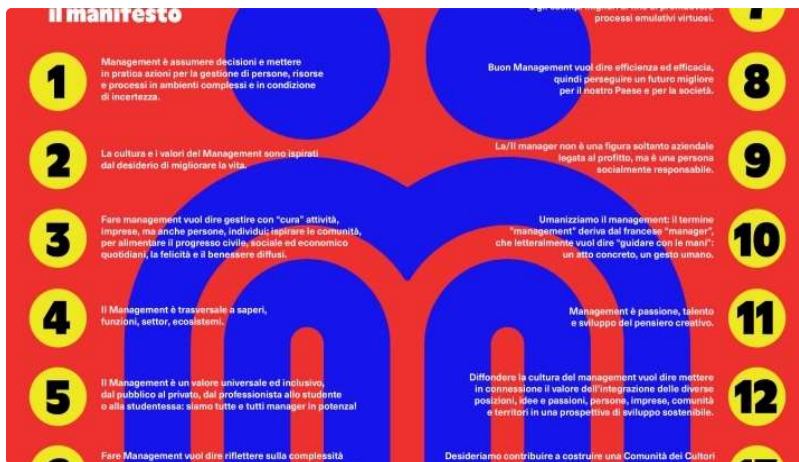 il manifesto
1
Management è assumere decisioni e mettere
in pratica azioni per la gestione di persone, risorse
e processi in ambienti complessi e in condizione
di incertezza.
2
La cultura e i valori del Management sono ispirati
dal desiderio di migliorare la vita.
3
Fare management vuol dire gestire con "cura" attività,
imprese, ma anche persone, individui; ispirare le comunità,
per alimentare il progresso civile, sociale ed economico
quotidiani, la felicità e il benessere diffusi.
4
Il Management è trasversale a saperi,
funzioni, settor, ecosistemi.
5
Il Management è un valore universale ed inclusivo,
dal pubblico al privato, dal professionista allo studente
o alla studentessa: siamo tutte e tutti manager in potenza!
Fare Management vuol dire riflettere sulla complessità
7
processi emulativi virtuosi.
8
Buon Management vuol dire efficienza ed efficacia,
quindi perseguire un futuro migliore
per il nostro Paese e per la società.
9
La/Il manager non è una figura soltanto aziendale
legata al profitto, ma è una persona
socialmente responsabile.
10
Umanizziamo il management: il termine
"management" deriva dal francese "manager",
che letteralmente vuol dire "guidare con le mani":
un atto concreto, un gesto umano.
11
Management è passione, talento
e sviluppo del pensiero creativo.
12
Diffondere la cultura del management vuol dire mettere
in connessione il valore dell'integrazione delle diverse
posizioni, idee e passioni, persone, imprese, comunità
e territori in una prospettiva di sviluppo sostenibile.
Desideriamo contribuire a costruire una Comunità dei Cultori